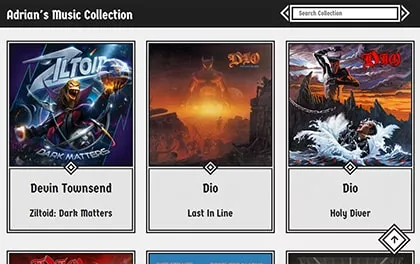 Adrian's Music Collection
Search Collection
ZILTOID
DARK MATTERS
DIO
DIO
Devin Townsend
Dio
Dio
Ziltoid: Dark Matters
Last In Line
Holy Diver